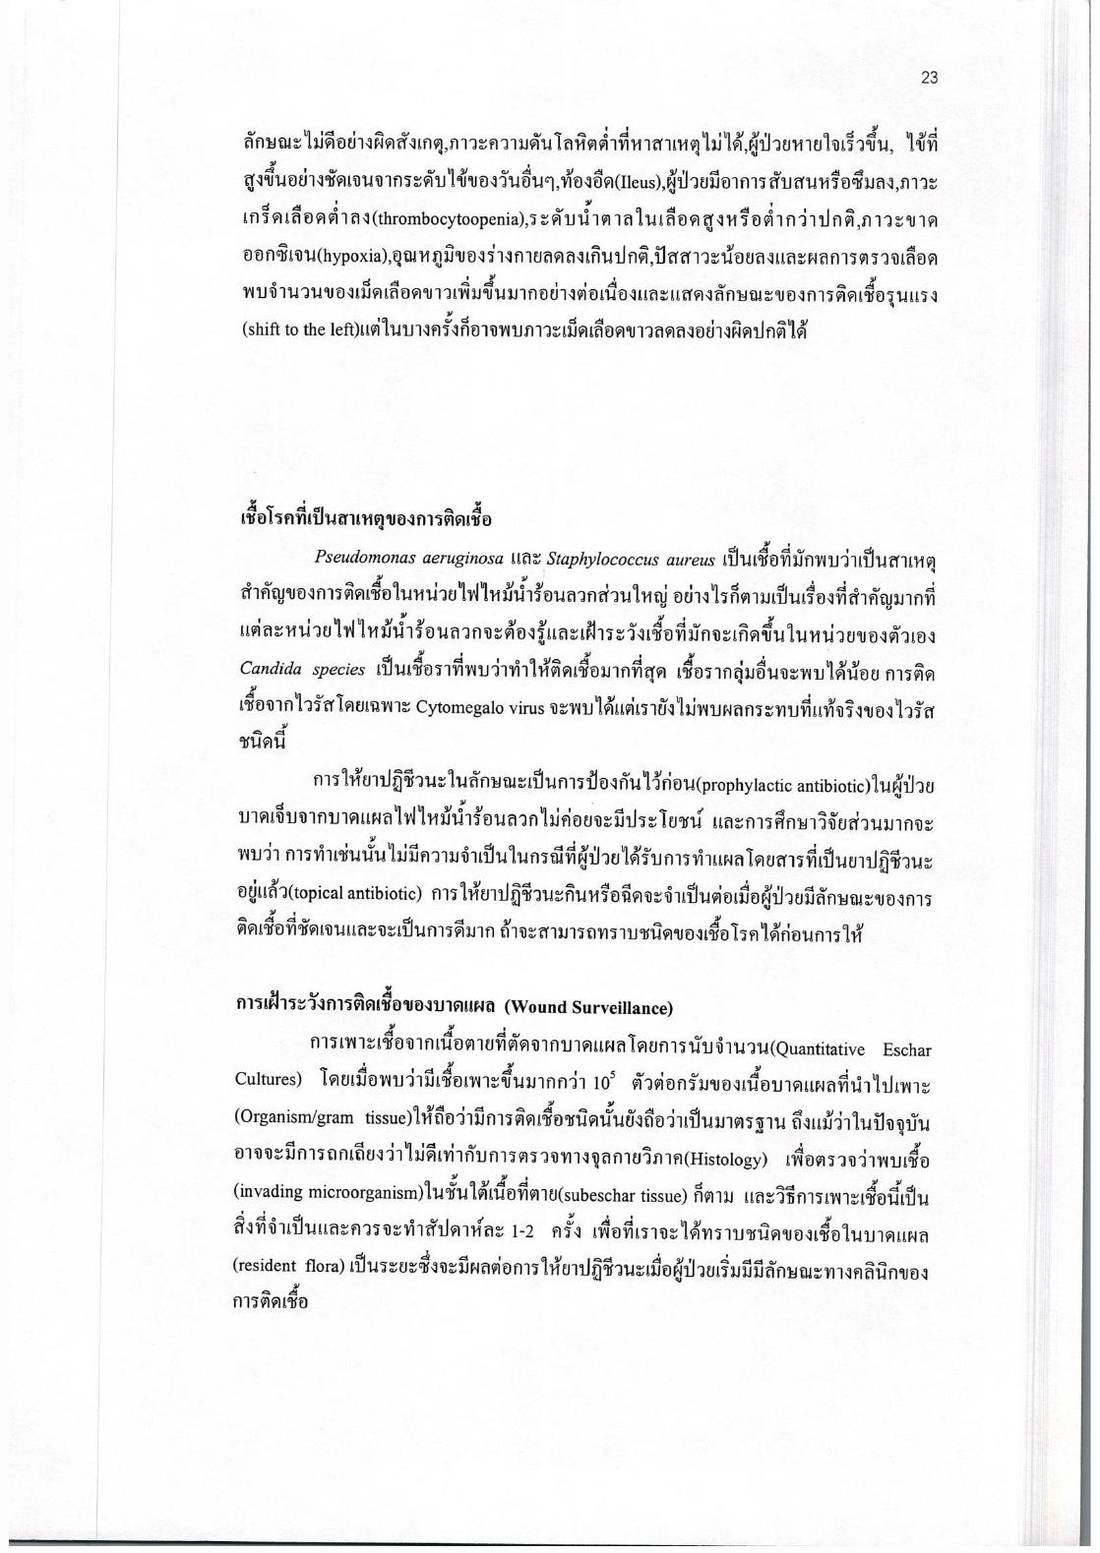 23
ลักษณะไม่ดีอย่างผิดสังเกตุ,ภาวะความดันโลหิตต่ำที่หาสาเหตุไม่ได้,ผู้ป่วยหายใจเร็วขึ้น, ไข้ที่
สูงขึ้นอย่างชัดเจนจากระดับไข้ของวันอื่นๆ,ท้องอืด(Ileus),ผู้ป่วยมีอาการสับสนหรือซึมลง,ภาวะ
เกร็ดเลือดต่ำลง(thrombocytoopenia),ระดับน้ำตาลในเลือดสูงหรือต่ำกว่าปกติ,ภาวะขาด
ออกซิเจน(hypoxia),อุณหภูมิของร่างกายลดลงเกินปกติ,ปัสสาวะน้อยลงและผลการตรวจเลือด
พบจำนวนของเม็ดเลือดขาวเพิ่มขึ้นมากอย่างต่อเนื่องและแสดงลักษณะของการติดเชื้อรุนแรง
(shift to the left)แต่ในบางครั้งก็อาจพบภาวะเม็ดเลือดขาวลดลงอย่างผิดปกติได้
เชื้อโรคที่เป็นสาเหตุของการติดเชื้อ
Pseudomonas aeruginosa และ Staphylococcus aureus เป็นเชื้อที่มักพบว่าเป็นสาเหตุ
สำคัญของการติดเชื้อในหน่วยไฟไหม้น้ำร้อนลวกส่วนใหญ่ อย่างไรก็ตามเป็นเรื่องที่สำคัญมากที่
แต่ละหน่วยไฟไหม้น้ำร้อนลวกจะต้องรู้และเฝ้าระวังเชื้อที่มักจะเกิดขึ้นในหน่วยของตัวเอง
Candida species เป็นเชื้อราที่พบว่าทำให้ติดเชื้อมากที่สุด เชื้อรากลุ่มอื่นจะพบได้น้อย การติด
เชื้อจากไวรัสโดยเฉพาะ Cytomegalo virus จะพบได้แต่เรายังไม่พบผลกระทบที่แท้จริงของไวรัส
ชนิดนี้
การให้ยาปฏิชีวนะในลักษณะเป็นการป้องกันไว้ก่อน(prophylactic antibiotic)ในผู้ป่วย
บาดเจ็บจากบาดแผลไฟไหม้น้ำร้อนลวกไม่ค่อยจะมีประโยชน์ และการศึกษาวิจัยส่วนมากจะ
พบว่า การทำเช่นนั้นไม่มีความจำเป็นในกรณีที่ผู้ป่วยได้รับการทำแผลโดยสารที่เป็นยาปฏิชีวนะ
อยู่แล้ว(topical antibiotic) การให้ยาปฏิชีวนะกินหรือฉีดจะจำเป็นต่อเมื่อผู้ป่วยมีลักษณะของการ
ติดเชื้อที่ชัดเจนและจะเป็นการดีมาก ถ้าจะสามารถทราบชนิดของเชื้อโรคได้ก่อนการให้
การเฝ้าระวังการติดเชื้อของบาดแผล (Wound Surveillance)
การเพาะเชื้อจากเนื้อตายที่ตัดจากบาดแผลโดยการนับจำนวน(Quantitative Eschar
Cultures) โดยเมื่อพบว่ามีเชื้อเพาะขึ้นมากกว่า 10⁵ ตัวต่อกรัมของเนื้อบาดแผลที่นำไปเพาะ
(Organism/gram tissue)ให้ถือว่ามีการติดเชื้อชนิดนั้นยังถือว่าเป็นมาตรฐาน ถึงแม้ว่าในปัจจุบัน
อาจจะมีการถกเถียงว่าไม่ดีเท่ากับการตรวจทางจุลกายวิภาค(Histology) เพื่อตรวจว่าพบเชื้อ
(invading microorganism)ในชั้นใต้เนื้อที่ตาย(subeschar tissue) ก็ตาม และวิธีการเพาะเชื้อนี้เป็น
สิ่งที่จำเป็นและควรจะทำสัปดาห์ละ 1-2 ครั้ง เพื่อที่เราจะได้ทราบชนิดของเชื้อในบาดแผล
(resident flora) เป็นระยะซึ่งจะมีผลต่อการให้ยาปฏิชีวนะเมื่อผู้ป่วยเริ่มมีมีลักษณะทางคลินิกของ
การติดเชื้อ